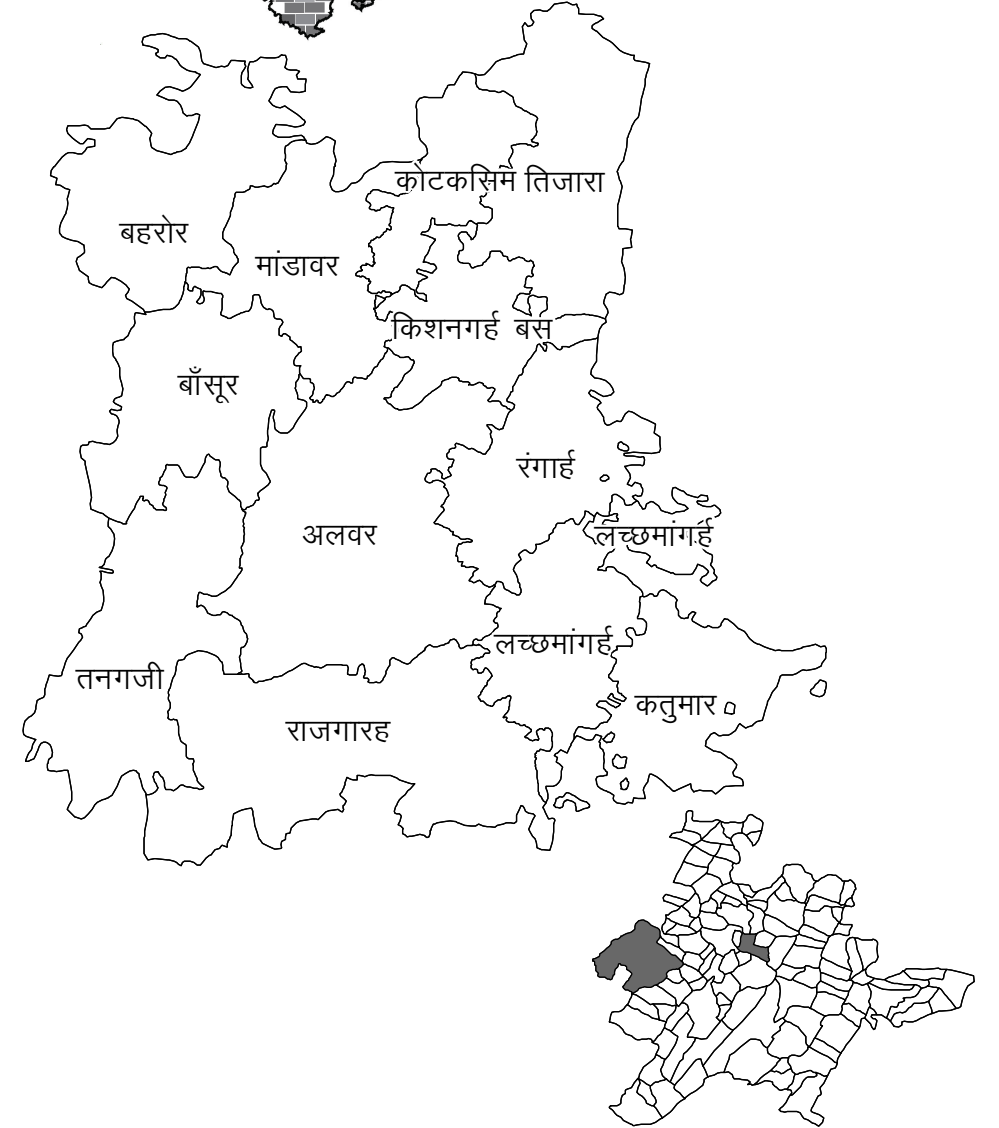 कोटकसिम तिजारा
बहरोर
मांडावर
किशनगर्ह बस
बाँसूर
रंगार्ह
अलवर
लच्छमांगर्ह
लच्छमांगर्ह
तनगजी
कतुमार
राजगारह